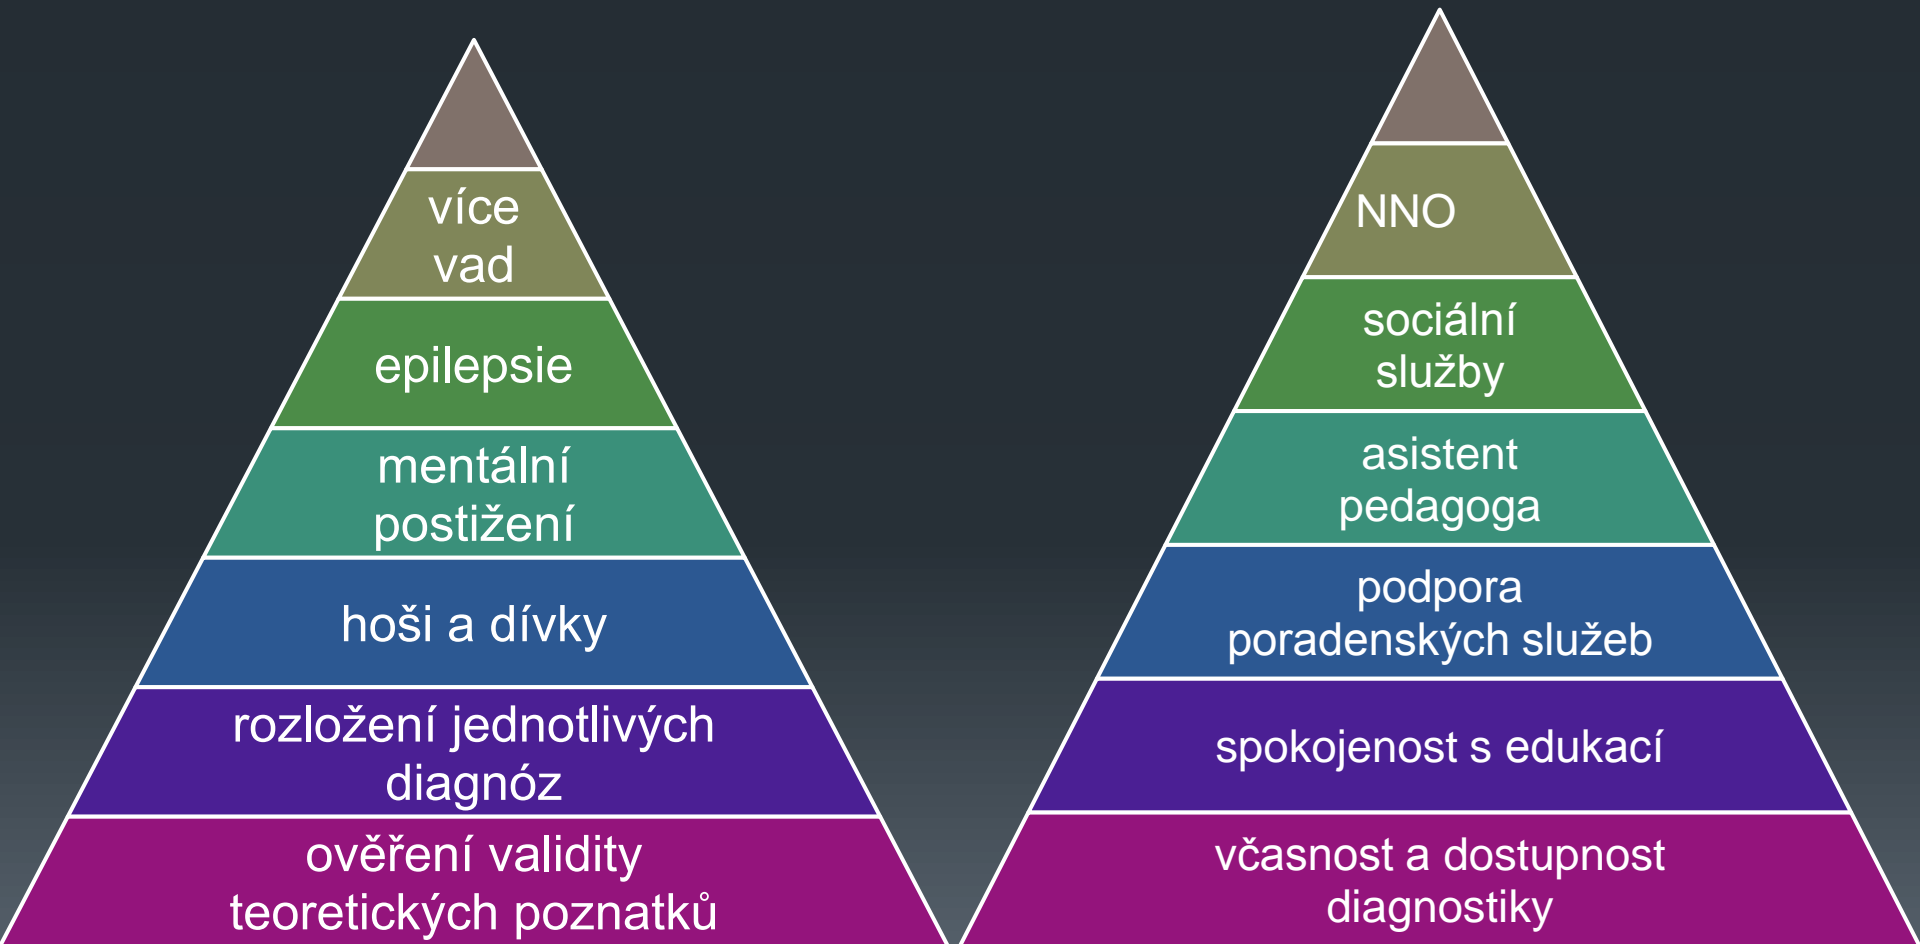 více
vad
epilepsie
mentální
postižení
hoši a dívky
rozložení jednotlivých
diagnóz
ověření validity
teoretických poznatků
NNO
sociální
služby
asistent
pedagoga
podpora
poradenských služeb
spokojenost s edukací
včasnost a dostupnost
diagnostiky